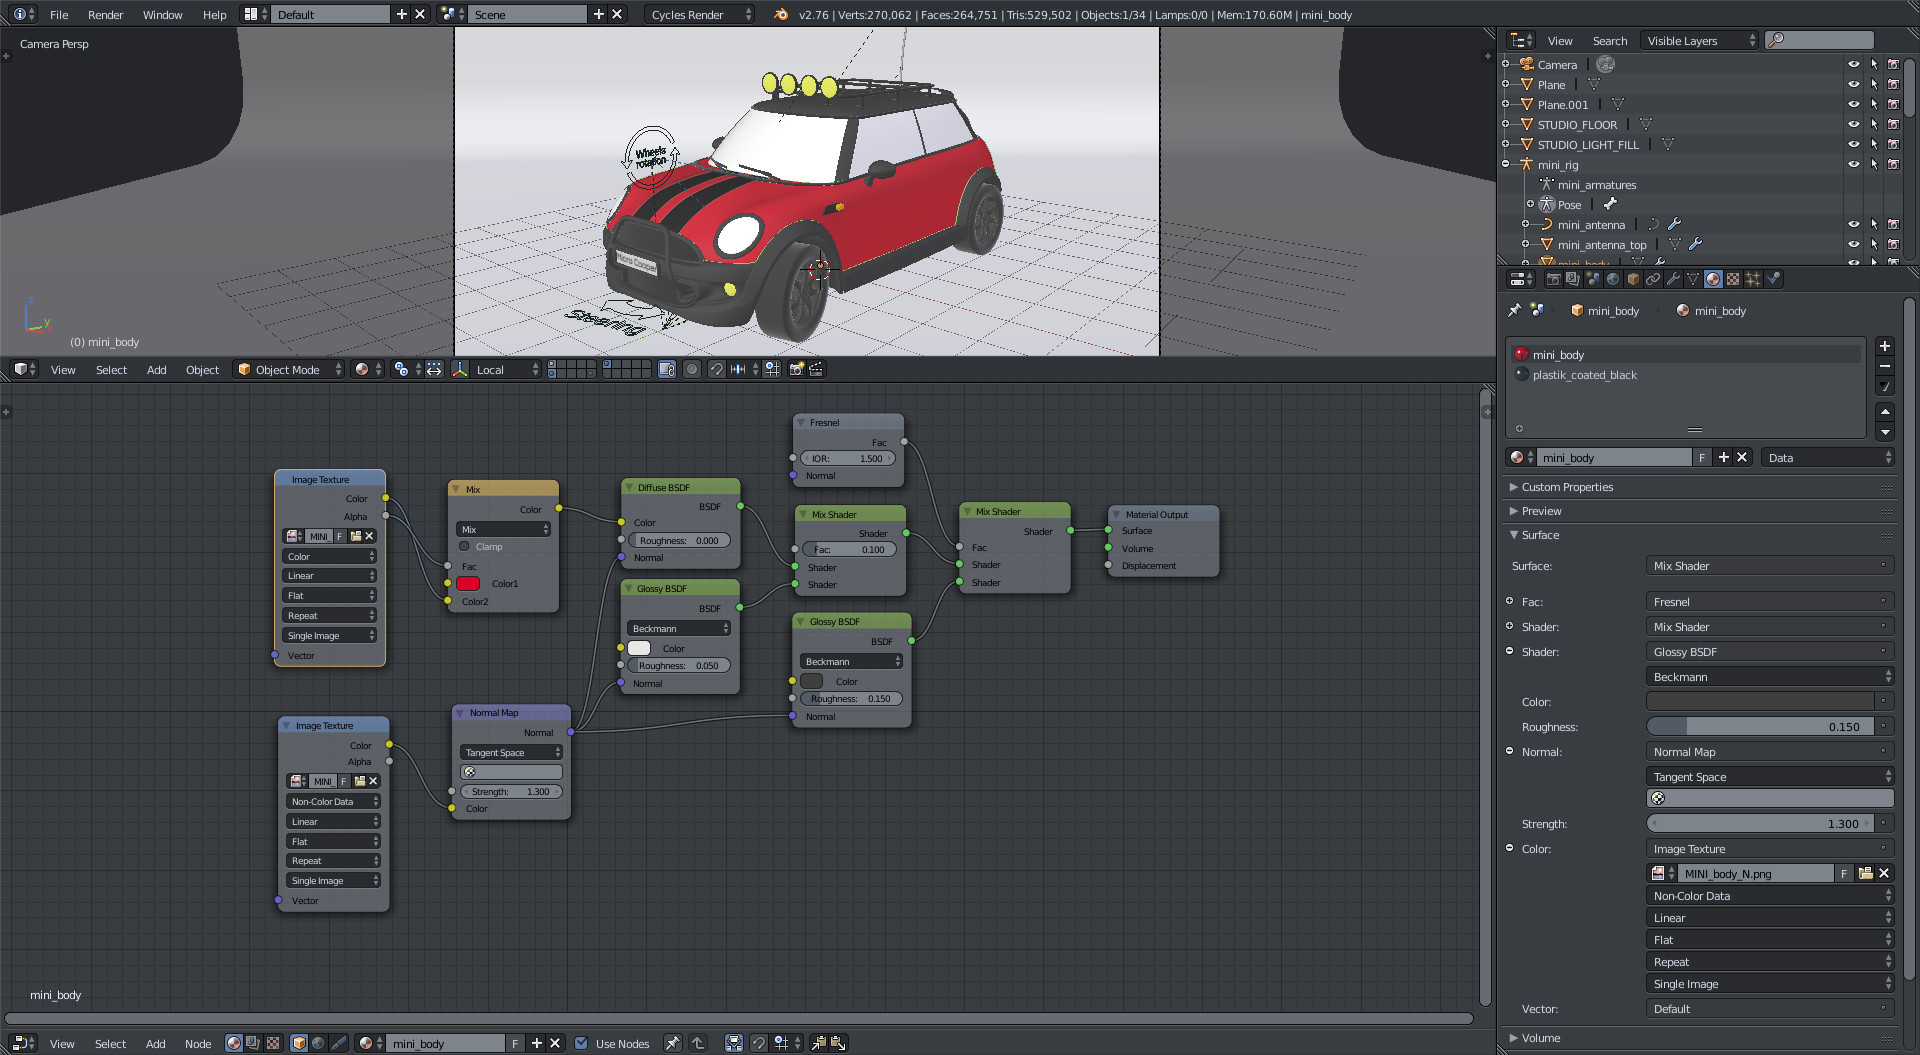 File Render Window Help Default Scene Cycles Render v2.76 | Verts:270,062 | Faces:264,751 | Tris:529,502 | Objects:1/34 | Lamps:0/0 | Mem:170.60M | mini_body
Camera Persp
Wheels
rotation
Micro Cooper
Steering
z
y
(0) mini_body
View Select Add Object Object Mode Local
Fresnel
Fac
IOR: 1.500
Normal
Image Texture
Color
Alpha
MINI_ F
Color
Linear
Flat
Repeat
Single Image
Vector
Mix
Color
Mix
Clamp
Fac
Color1
Color2
Diffuse BSDF
BSDF
Color
Roughness: 0.000
Normal
Glossy BSDF
BSDF
Beckmann
Color
Roughness: 0.050
Normal
Mix Shader
Shader
Fac: 0.100
Shader
Shader
Glossy BSDF
BSDF
Beckmann
Color
Roughness: 0.150
Normal
Mix Shader
Shader
Fac
Shader
Shader
Material Output
Surface
Volume
Displacement
Image Texture
Color
Alpha
MINI_ F
Non-Color Data
Linear
Flat
Repeat
Single Image
Vector
Normal Map
Normal
Tangent Space
Strength: 1.300
Color
mini_body
View Select Add Node mini_body F Use Nodes
View Search Visible Layers
Camera
Plane
Plane.001
STUDIO_FLOOR
STUDIO_LIGHT_FILL
mini_rig
mini_armatures
Pose
mini_antenna
mini_antenna_top
mini_body
mini_body mini_body
mini_body
plastik_coated_black
mini_body F Data
Custom Properties
Preview
Surface
Surface: Mix Shader
Fac: Fresnel
Shader: Mix Shader
Shader: Glossy BSDF
Beckmann
Color:
Roughness: 0.150
Normal: Normal Map
Tangent Space
Strength: 1.300
Color: Image Texture
MINI_body_N.png F
Non-Color Data
Linear
Flat
Repeat
Single Image
Vector: Default
Volume